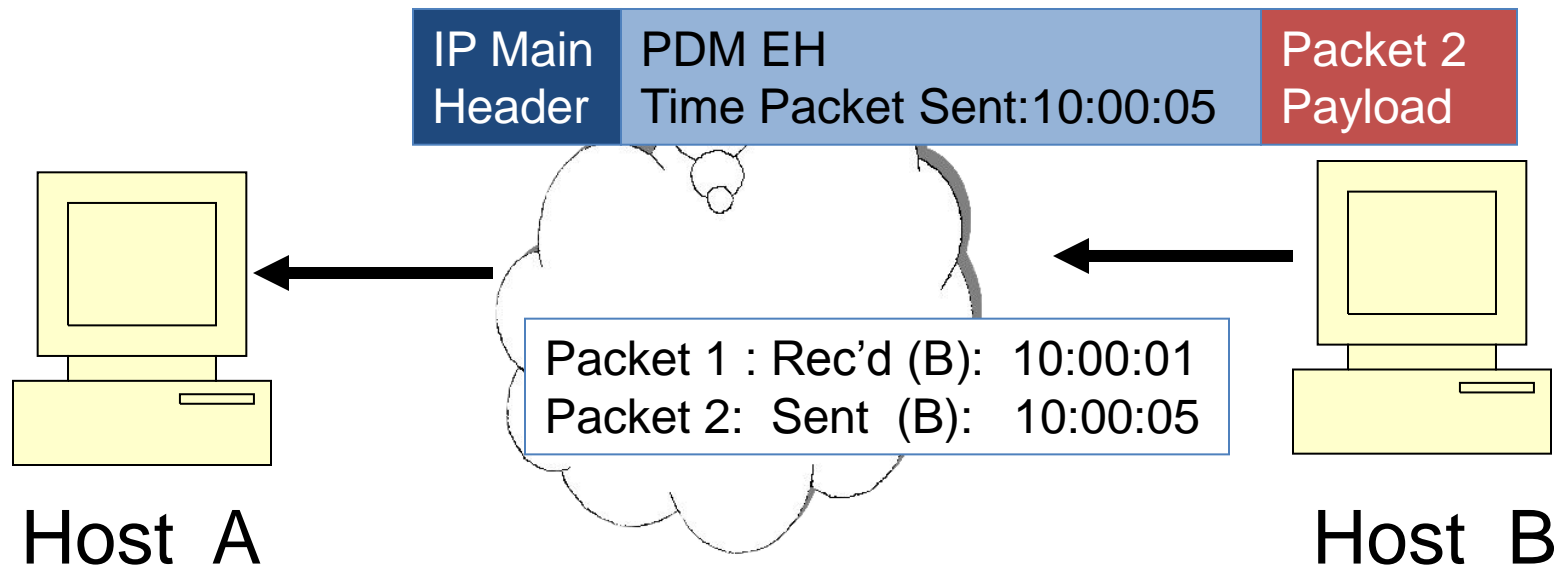 IP Main
Header
PDM EH
Time Packet Sent:10:00:05
Packet 2
Payload
Packet 1 : Rec’d (B): 10:00:01
Packet 2: Sent (B): 10:00:05
Host A
Host B